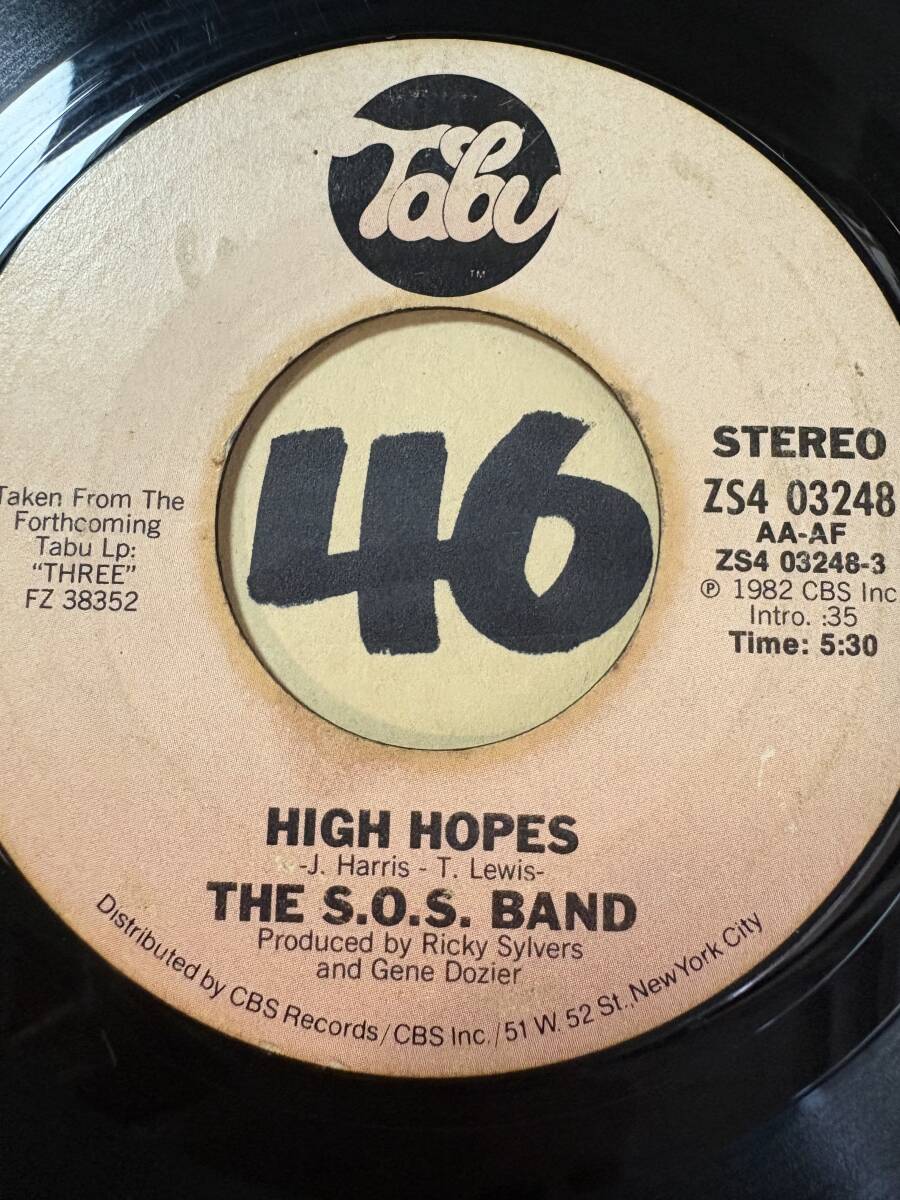 Tabu
TM
46
STEREO
ZS4 03248
AA-AF
ZS4 03248-3
℗ 1982 CBS Inc
Intro. :35
Time: 5:30
Taken From The
Forthcoming
Tabu Lp:
"THREE"
FZ 38352
HIGH HOPES
-J. Harris - T. Lewis-
THE S.O.S. BAND
Produced by Ricky Sylvers
and Gene Dozier
Distributed by CBS Records/CBS Inc./51 W. 52 St., New York City